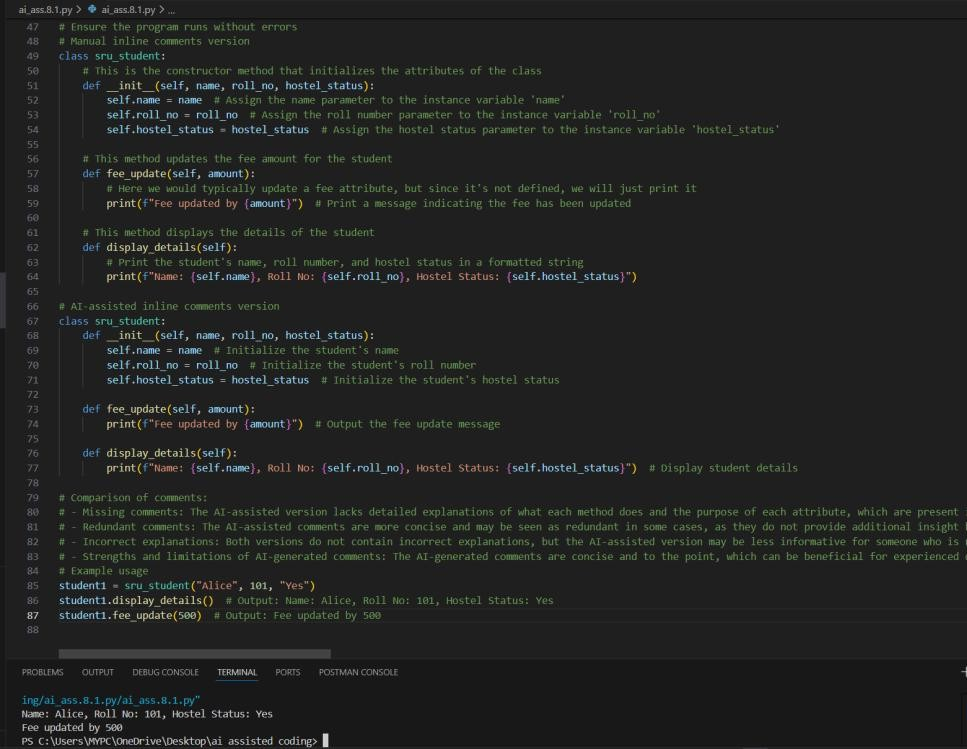 ai_ass.8.1.py > ai_ass.8.1.py > ...
47 # Ensure the program runs without errors
48 # Manual inline comments version
49 class sru_student:
50     # This is the constructor method that initializes the attributes of the class
51     def __init__(self, name, roll_no, hostel_status):
52         self.name = name  # Assign the name parameter to the instance variable 'name'
53         self.roll_no = roll_no  # Assign the roll number parameter to the instance variable 'roll_no'
54         self.hostel_status = hostel_status  # Assign the hostel status parameter to the instance variable 'hostel_status'
55
56     # This method updates the fee amount for the student
57     def fee_update(self, amount):
58         # Here we would typically update a fee attribute, but since it's not defined, we will just print it
59         print(f"Fee updated by {amount}")  # Print a message indicating the fee has been updated
60
61     # This method displays the details of the student
62     def display_details(self):
63         # Print the student's name, roll number, and hostel status in a formatted string
64         print(f"Name: {self.name}, Roll No: {self.roll_no}, Hostel Status: {self.hostel_status}")
65
66 # AI-assisted inline comments version
67 class sru_student:
68     def __init__(self, name, roll_no, hostel_status):
69         self.name = name  # Initialize the student's name
70         self.roll_no = roll_no  # Initialize the student's roll number
71         self.hostel_status = hostel_status  # Initialize the student's hostel status
72
73     def fee_update(self, amount):
74         print(f"Fee updated by {amount}")  # Output the fee update message
75
76     def display_details(self):
77         print(f"Name: {self.name}, Roll No: {self.roll_no}, Hostel Status: {self.hostel_status}")  # Display student details
78
79 # Comparison of comments:
80 # - Missing comments: The AI-assisted version lacks detailed explanations of what each method does and the purpose of each attribute, which are present
81 # - Redundant comments: The AI-assisted comments are more concise and may be seen as redundant in some cases, as they do not provide additional insight
82 # - Incorrect explanations: Both versions do not contain incorrect explanations, but the AI-assisted version may be less informative for someone who is
83 # - Strengths and limitations of AI-generated comments: The AI-generated comments are concise and to the point, which can be beneficial for experienced
84 # Example usage
85 student1 = sru_student("Alice", 101, "Yes")
86 student1.display_details()  # Output: Name: Alice, Roll No: 101, Hostel Status: Yes
87 student1.fee_update(500)  # Output: Fee updated by 500
88
PROBLEMS OUTPUT DEBUG CONSOLE TERMINAL PORTS POSTMAN CONSOLE
ing/ai_ass.8.1.py/ai_ass.8.1.py"
Name: Alice, Roll No: 101, Hostel Status: Yes
Fee updated by 500
PS C:\Users\MYPC\OneDrive\Desktop\ai assisted coding>